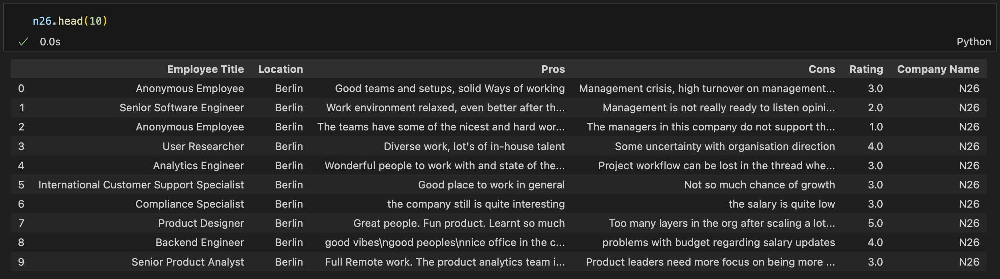 n26.head(10)
0.0s
Python
Employee Title Location Pros Cons Rating Company Name
0 Anonymous Employee Berlin Good teams and setups, solid Ways of working Management crisis, high turnover on management... 3.0 N26
1 Senior Software Engineer Berlin Work environment relaxed, even better after th... Management is not really ready to listen opini... 2.0 N26
2 Anonymous Employee Berlin The teams have some of the nicest and hard wor... The managers in this company do not support th... 1.0 N26
3 User Researcher Berlin Diverse work, lot's of in-house talent Some uncertainty with organisation direction 4.0 N26
4 Analytics Engineer Berlin Wonderful people to work with and state of the... Project workflow can be lost in the thread whe... 3.0 N26
5 International Customer Support Specialist Berlin Good place to work in general Not so much chance of growth 3.0 N26
6 Compliance Specialist Berlin the company still is quite interesting the salary is quite low 3.0 N26
7 Product Designer Berlin Great people. Fun product. Learnt so much Too many layers in the org after scaling a lot... 5.0 N26
8 Backend Engineer Berlin good vibes\ngood peoples\nnice office in the c... problems with budget regarding salary updates 4.0 N26
9 Senior Product Analyst Berlin Full Remote work. The product analytics team i... Product leaders need more focus on being more ... 3.0 N26